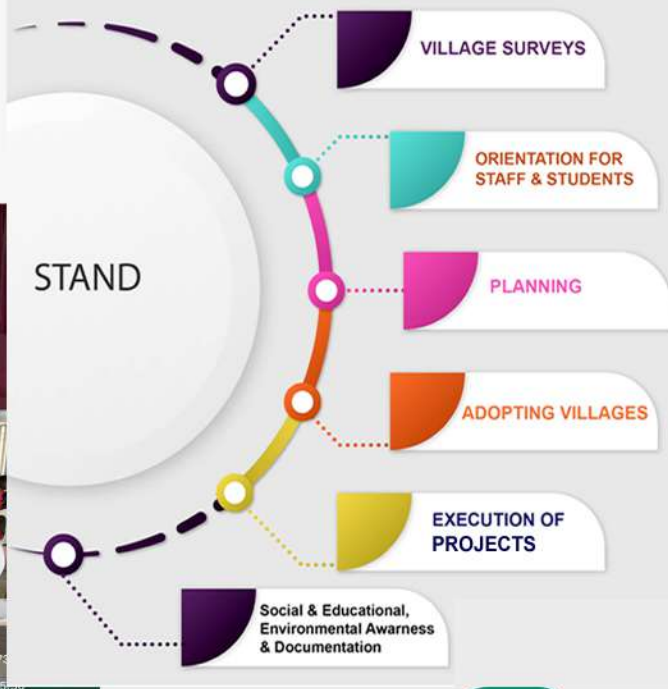 STAND
VILLAGE SURVEYS
ORIENTATION FOR
STAFF & STUDENTS
PLANNING
ADOPTING VILLAGES
EXECUTION OF
PROJECTS
Social & Educational,
Environmental Awarness
& Documentation